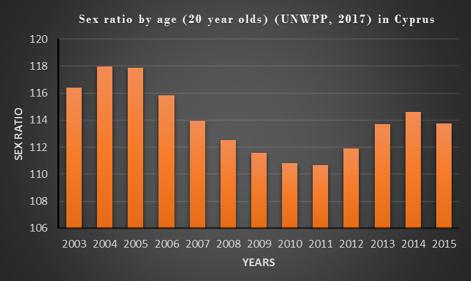 Sex ratio by age (20 year olds) (UNWPP, 2017) in Cyprus
120
118
116
114
112
110
108
106
SEX RATIO
2003 2004 2005 2006 2007 2008 2009 2010 2011 2012 2013 2014 2015
YEARS